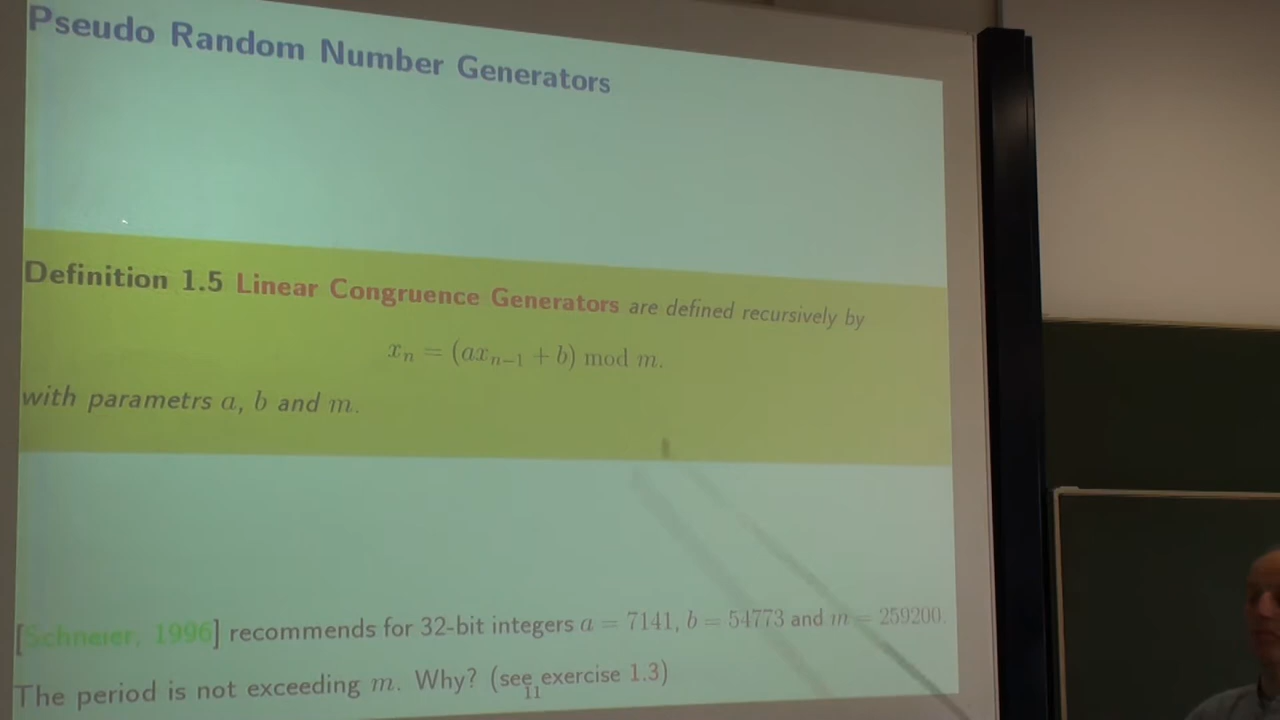 Pseudo Random Number Generators
Definition 1.5 Linear Congruence Generators are defined recursively by
xₙ = (axₙ₋₁ + b) mod m.
with parametrs a, b and m.
[Schneier, 1996] recommends for 32-bit integers a = 7141, b = 54773 and m = 259200.
The period is not exceeding m. Why? (see exercise 1.3)
11